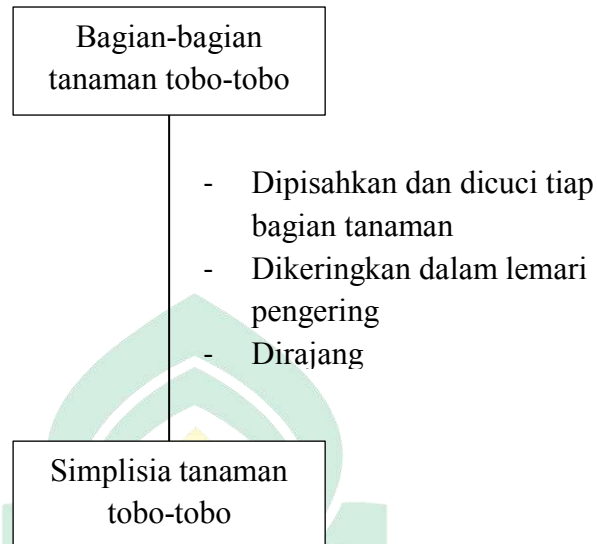 Bagian-bagian
tanaman tobo-tobo
- Dipisahkan dan dicuci tiap
bagian tanaman
- Dikeringkan dalam lemari
pengering
- Dirajang
Simplisia tanaman
tobo-tobo